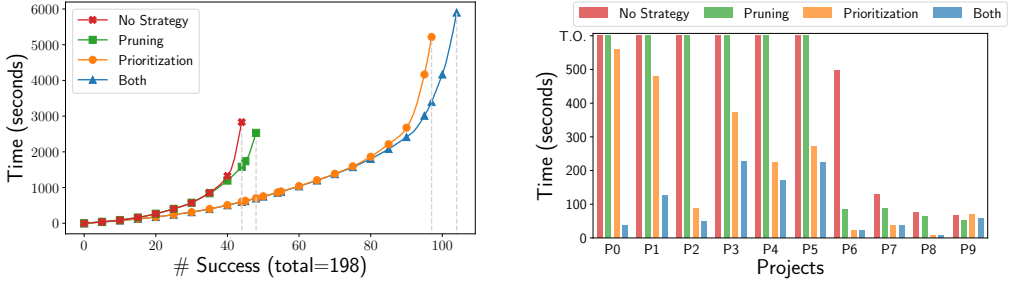 No Strategy
Pruning
Prioritization
Both
6000
5000
4000
3000
2000
1000
0
Time (seconds)
0 20 40 60 80 100
# Success (total=198)
No Strategy Pruning Prioritization Both
T.O.
500
400
300
200
100
0
Time (seconds)
P0 P1 P2 P3 P4 P5 P6 P7 P8 P9
Projects